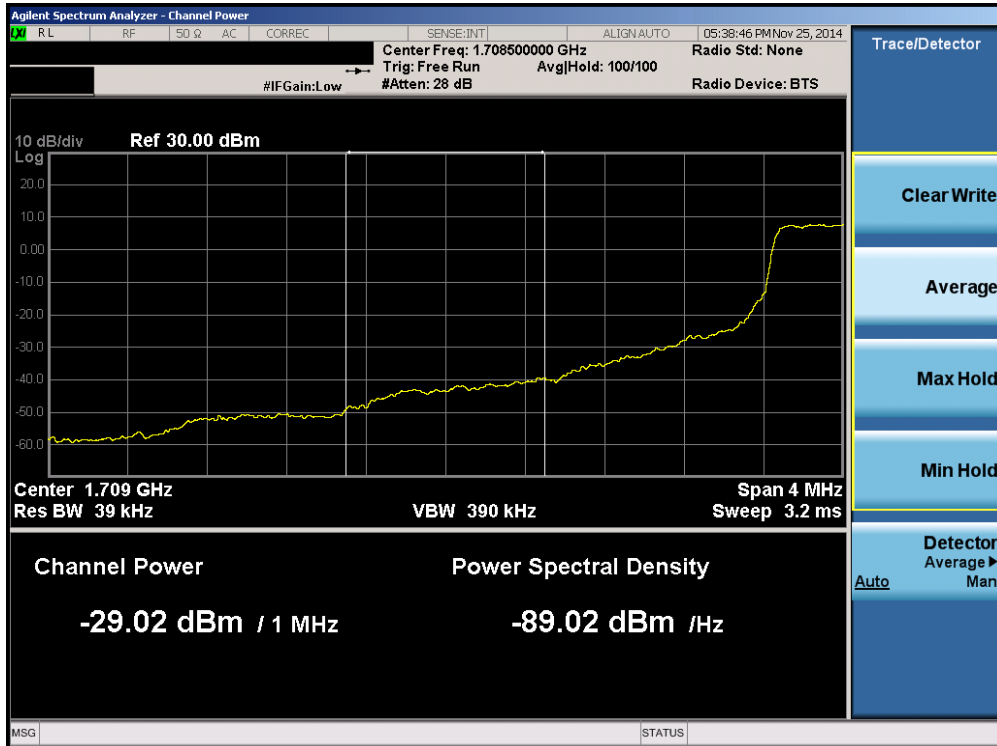 Agilent Spectrum Analyzer - Channel Power
LXI RL RF 50 Ω AC CORREC SENSE:INT ALIGNAUTO 05:38:46 PM Nov 25, 2014
Center Freq: 1.708500000 GHz Radio Std: None
Trig: Free Run Avg|Hold: 100/100
#IFGain:Low #Atten: 28 dB Radio Device: BTS
10 dB/div Ref 30.00 dBm
Log
20.0
10.0
0.00
-10.0
-20.0
-30.0
-40.0
-50.0
-60.0
Center 1.709 GHz Span 4 MHz
Res BW 39 kHz VBW 390 kHz Sweep 3.2 ms
Channel Power Power Spectral Density
-29.02 dBm / 1 MHz -89.02 dBm /Hz
MSG STATUS
Trace/Detector
Clear Write
Average
Max Hold
Min Hold
Detector
Average▶
Auto Man